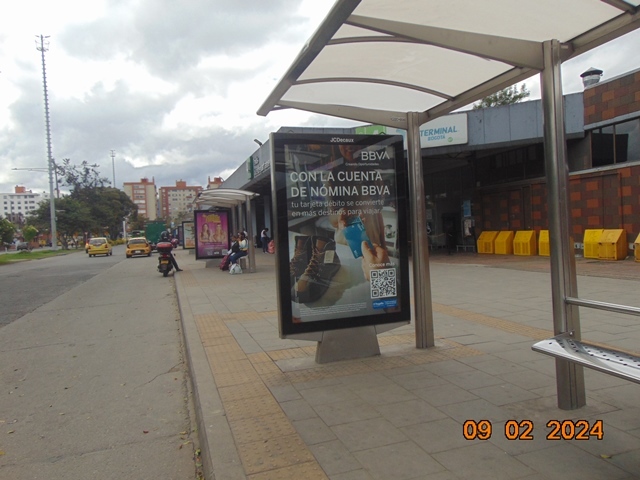 JCDecaux
TERMINAL
BOGOTÁ
BBVA
CON LA CUENTA
DE NÓMINA BBVA
tu tarjeta débito se convierte
en más destinos para viajar.
09 02 2024